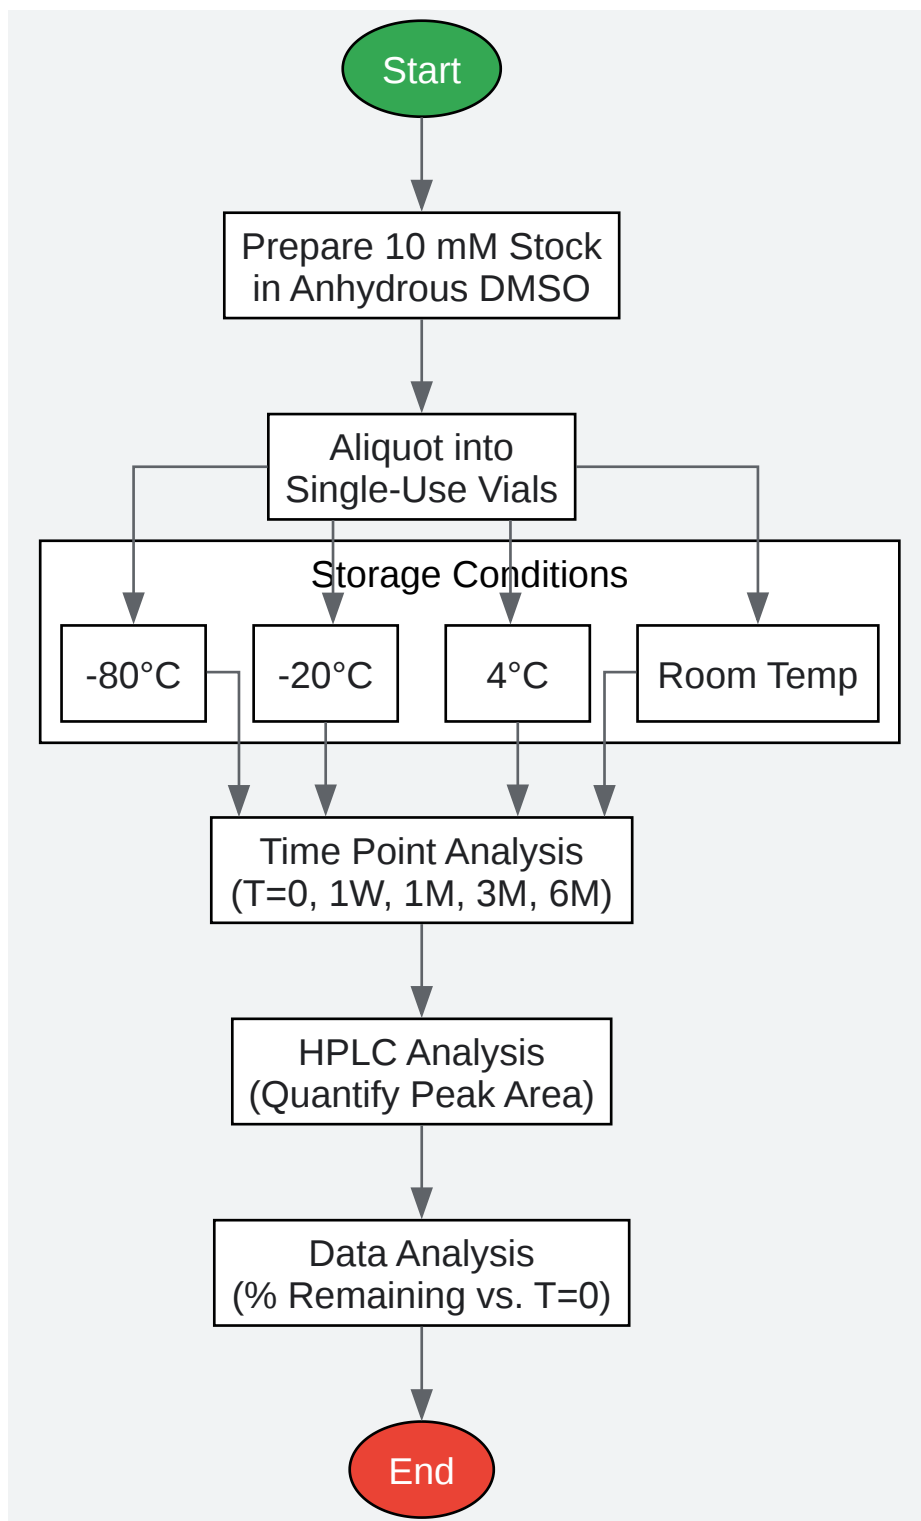 Start
Prepare 10 mM Stock
in Anhydrous DMSO
Aliquot into
Single-Use Vials
Storage Conditions
-80°C
-20°C
4°C
Room Temp
Time Point Analysis
(T=0, 1W, 1M, 3M, 6M)
HPLC Analysis
(Quantify Peak Area)
Data Analysis
(% Remaining vs. T=0)
End